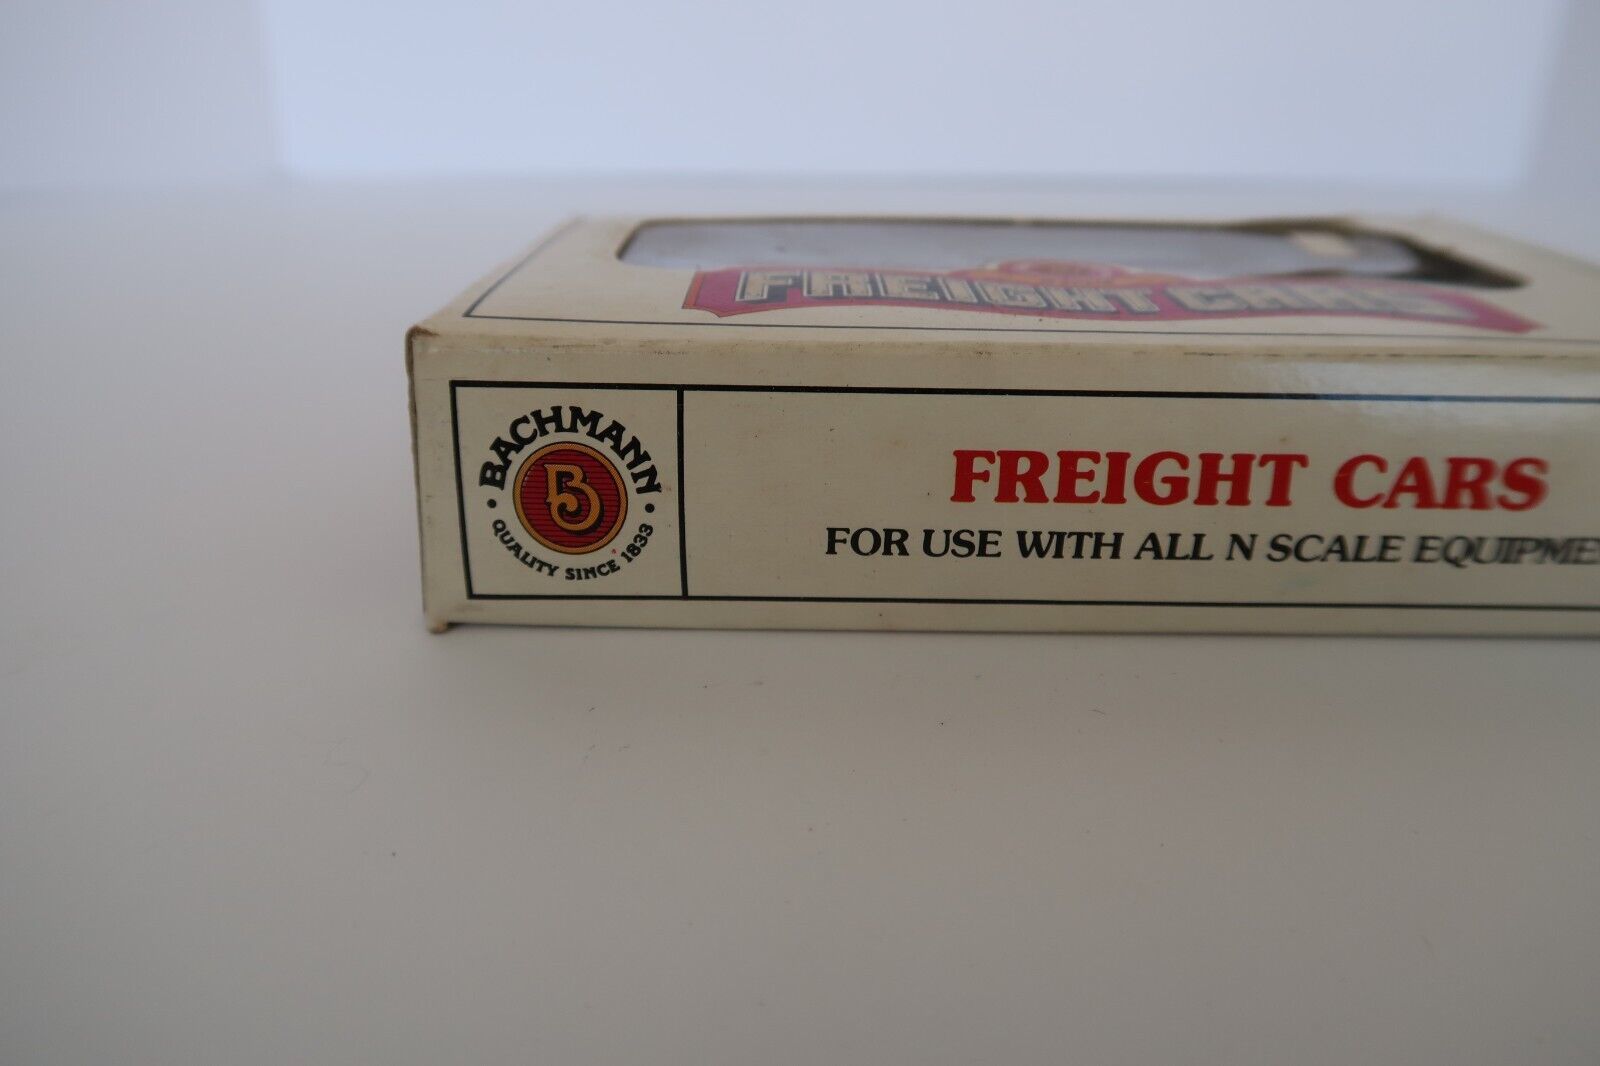 FREIGHT CARS
BACHMANN
B
• QUALITY SINCE 1833 •
FREIGHT CARS
FOR USE WITH ALL N SCALE